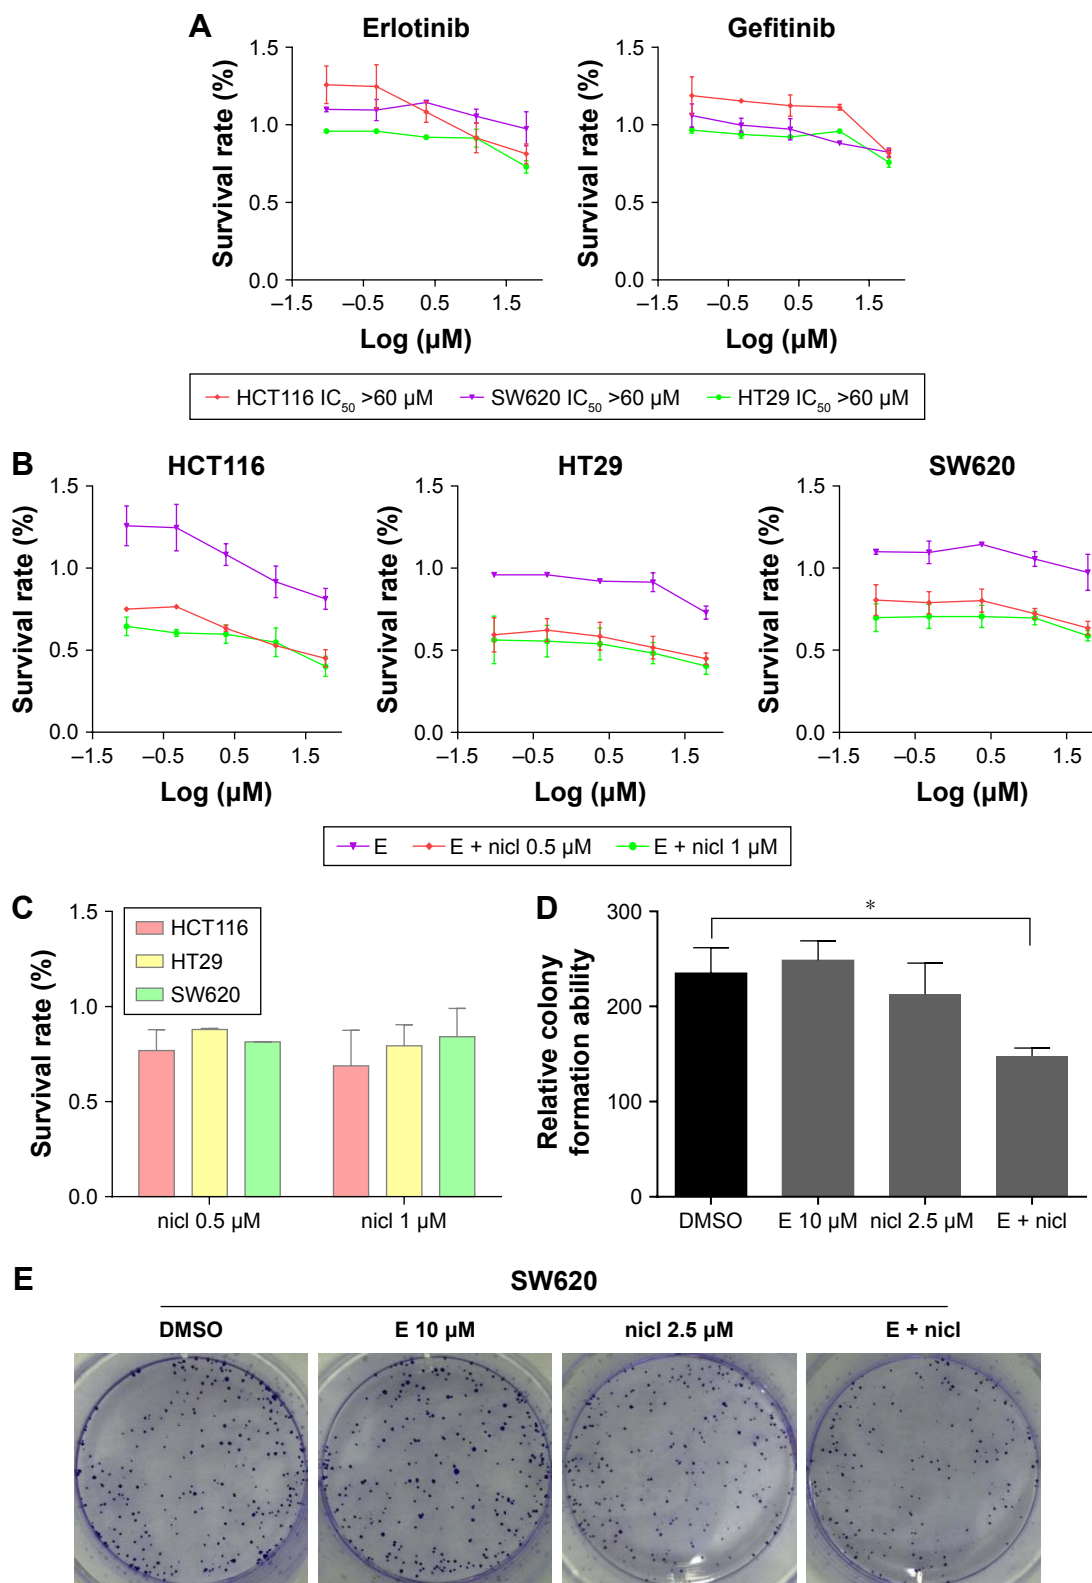 A
Erlotinib
Gefitinib
Survival rate (%)
1.5
1.0
0.5
0.0
–1.5
–0.5
0.5
1.5
Log (µM)
Survival rate (%)
1.5
1.0
0.5
0.0
–1.5
–0.5
0.5
1.5
Log (µM)
HCT116 IC50 >60 µM
SW620 IC50 >60 µM
HT29 IC50 >60 µM
B
HCT116
HT29
SW620
Survival rate (%)
1.5
1.0
0.5
0.0
–1.5
–0.5
0.5
1.5
Log (µM)
Survival rate (%)
1.5
1.0
0.5
0.0
–1.5
–0.5
0.5
1.5
Log (µM)
Survival rate (%)
1.5
1.0
0.5
0.0
–1.5
–0.5
0.5
1.5
Log (µM)
E
E + nicl 0.5 µM
E + nicl 1 µM
C
Survival rate (%)
1.5
1.0
0.5
0.0
HCT116
HT29
SW620
nicl 0.5 µM
nicl 1 µM
D
Relative colony
formation ability
300
200
100
0
*
DMSO
E 10 µM
nicl 2.5 µM
E + nicl
E
SW620
DMSO
E 10 µM
nicl 2.5 µM
E + nicl